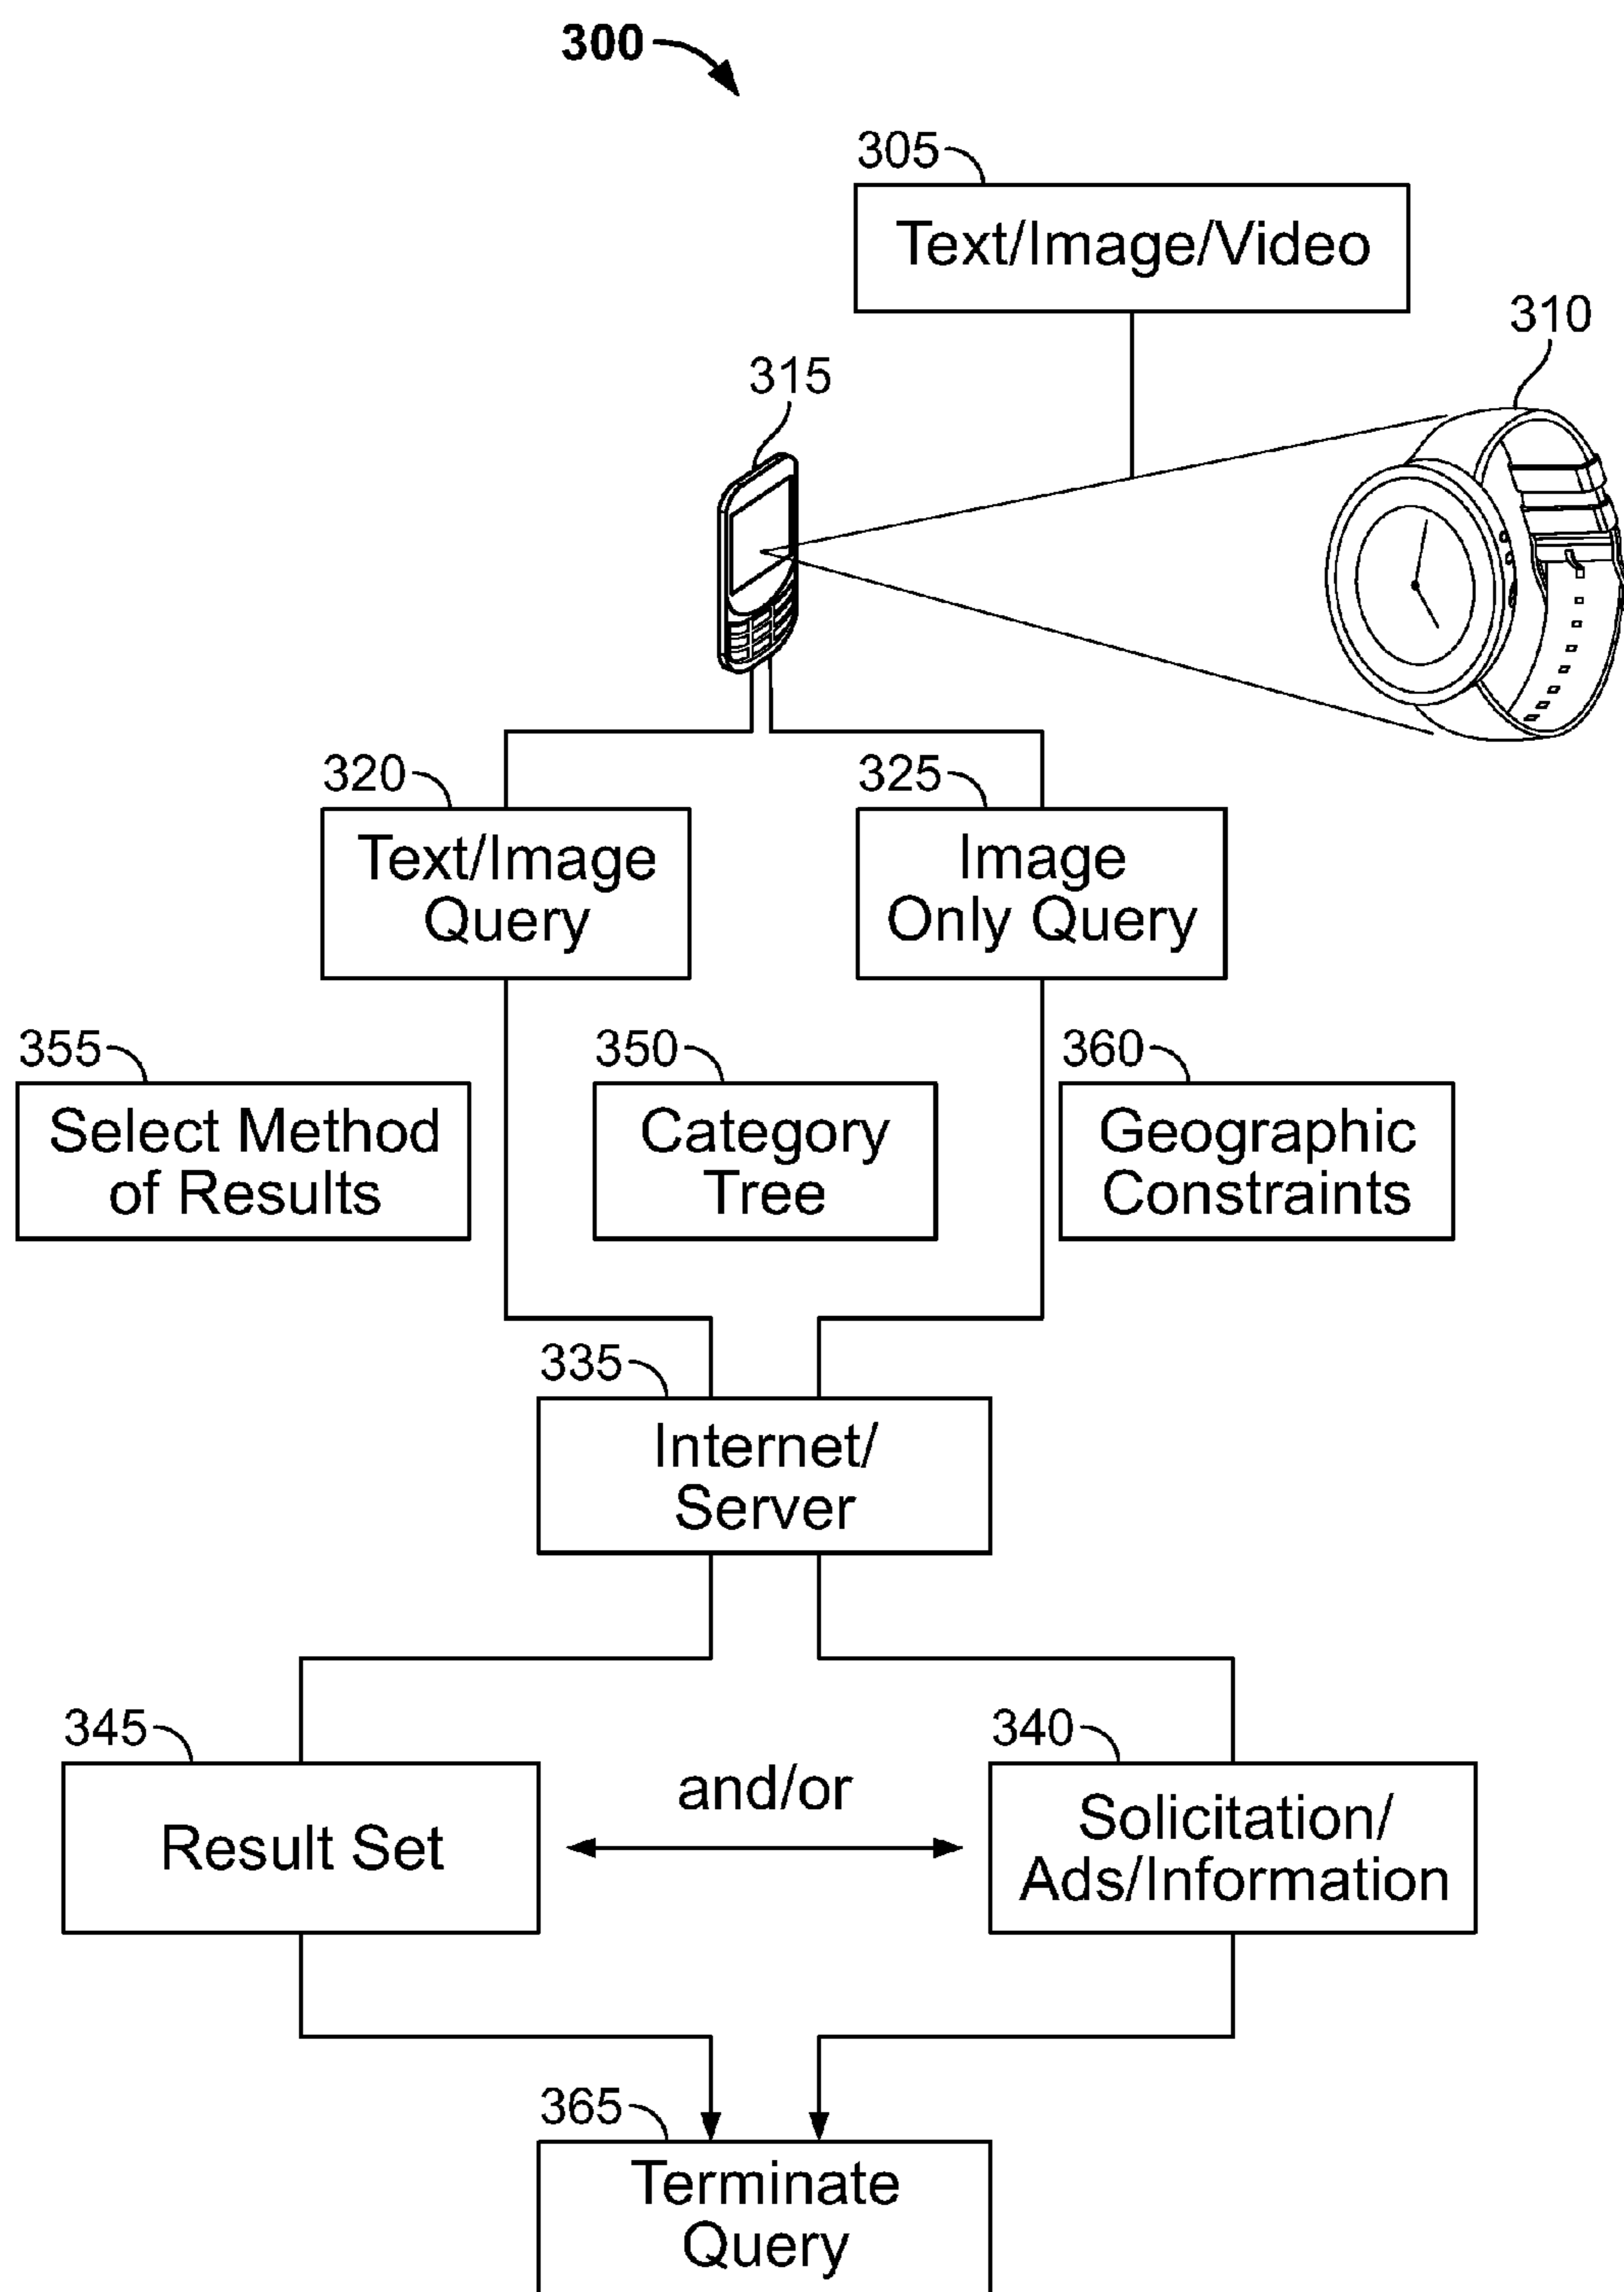 300
305
Text/Image/Video
310
315
320
Text/Image
Query
325
Image
Only Query
355
Select Method
of Results
350
Category
Tree
360
Geographic
Constraints
335
Internet/
Server
345
Result Set
and/or
340
Solicitation/
Ads/Information
365
Terminate
Query